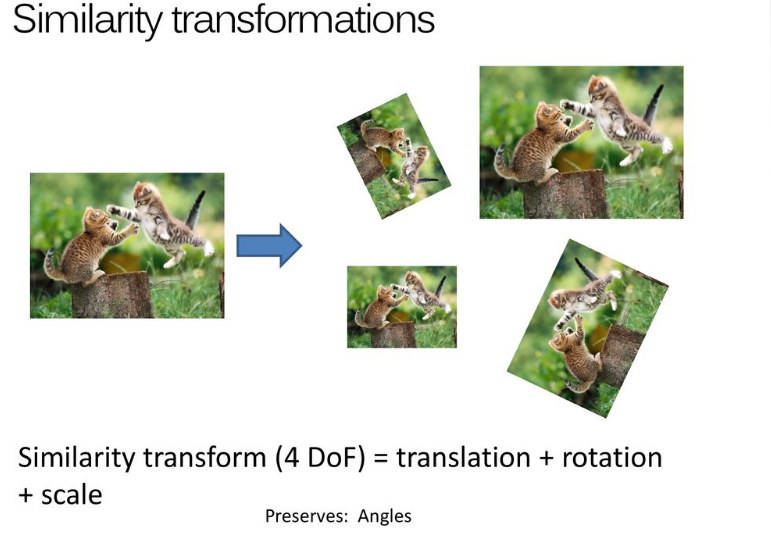 Similarity transformations
Similarity transform (4 DoF) = translation + rotation
+ scale
Preserves: Angles